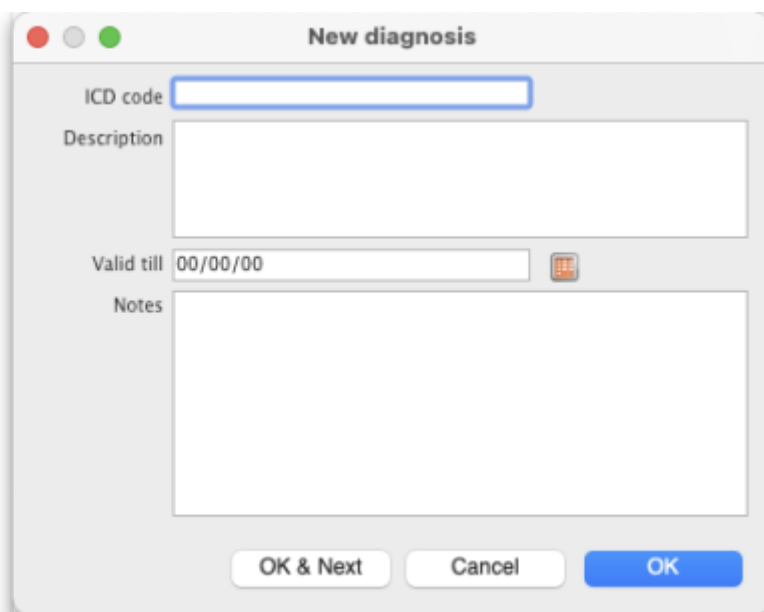 New diagnosis
ICD code
Description
Valid till 00/00/00
Notes
OK & Next Cancel OK